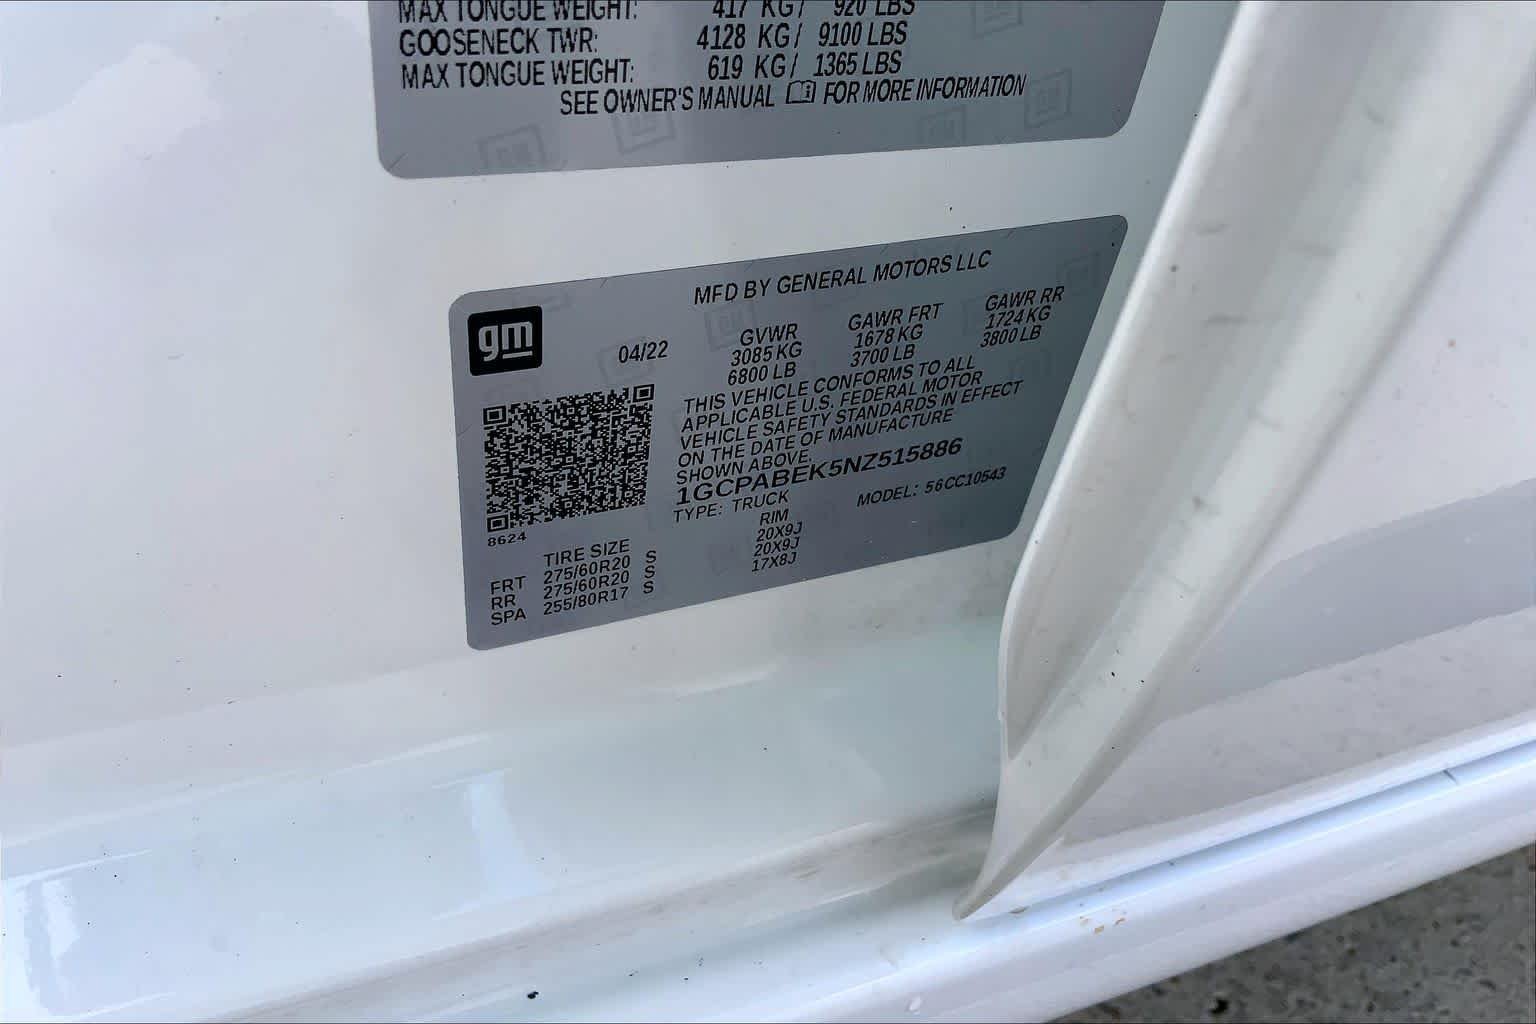 MAX TONGUE WEIGHT: 417 KG/ 920 LBS
GOOSENECK TWR: 4128 KG/ 9100 LBS
MAX TONGUE WEIGHT: 619 KG/ 1365 LBS
SEE OWNER'S MANUAL FOR MORE INFORMATION
MFD BY GENERAL MOTORS LLC
gm
04/22
GVWR GAWR FRT GAWR RR
3085 KG 1678 KG 1724 KG
6800 LB 3700 LB 3800 LB
THIS VEHICLE CONFORMS TO ALL
APPLICABLE U.S. FEDERAL MOTOR
VEHICLE SAFETY STANDARDS IN EFFECT
ON THE DATE OF MANUFACTURE
SHOWN ABOVE.
1GCPABEK5NZ515886
TYPE: TRUCK MODEL: 56CC10543
8624
TIRE SIZE RIM
FRT 275/60R20 S 20X9J
RR 275/60R20 S 20X9J
SPA 255/80R17 S 17X8J